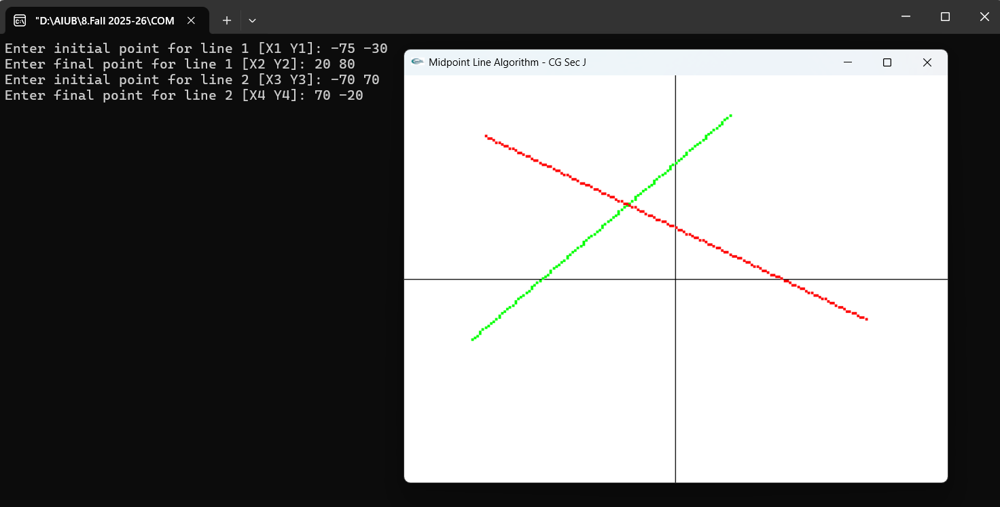 "D:\AIUB\8.Fall 2025-26\COM
Enter initial point for line 1 [X1 Y1]: -75 -30
Enter final point for line 1 [X2 Y2]: 20 80
Enter initial point for line 2 [X3 Y3]: -70 70
Enter final point for line 2 [X4 Y4]: 70 -20
Midpoint Line Algorithm - CG Sec J